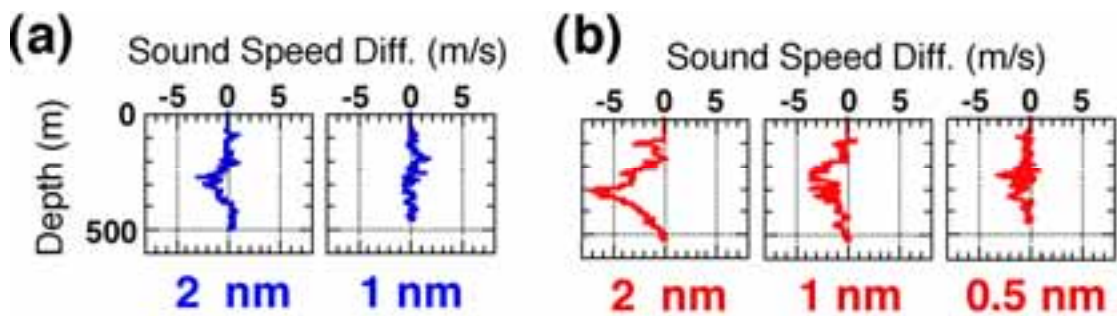 (a)
Sound Speed Diff. (m/s)
-5 0 5 -5 0 5
Depth (m)
0
500
2 nm
1 nm
(b)
Sound Speed Diff. (m/s)
-5 0 5 -5 0 5 -5 0 5
2 nm
1 nm
0.5 nm